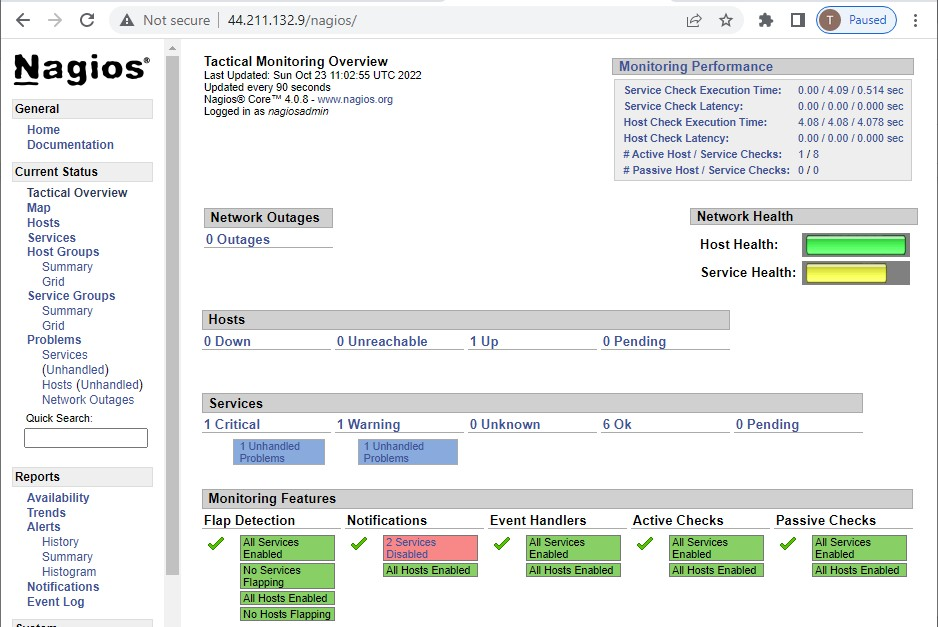 Not secure
44.211.132.9/nagios/
T Paused
Nagios®
General
Home
Documentation
Current Status
Tactical Overview
Map
Hosts
Services
Host Groups
Summary
Grid
Service Groups
Summary
Grid
Problems
Services
(Unhandled)
Hosts (Unhandled)
Network Outages
Quick Search:
Reports
Availability
Trends
Alerts
History
Summary
Histogram
Notifications
Event Log
System
Tactical Monitoring Overview
Last Updated: Sun Oct 23 11:02:55 UTC 2022
Updated every 90 seconds
Nagios® Core™ 4.0.8 - www.nagios.org
Logged in as nagiosadmin
Monitoring Performance
Service Check Execution Time: 0.00 / 4.09 / 0.514 sec
Service Check Latency: 0.00 / 0.00 / 0.000 sec
Host Check Execution Time: 4.08 / 4.08 / 4.078 sec
Host Check Latency: 0.00 / 0.00 / 0.000 sec
# Active Host / Service Checks: 1 / 8
# Passive Host / Service Checks: 0 / 0
Network Outages
0 Outages
Network Health
Host Health:
Service Health:
Hosts
0 Down 0 Unreachable 1 Up 0 Pending
Services
1 Critical 1 Warning 0 Unknown 6 Ok 0 Pending
1 Unhandled
Problems
1 Unhandled
Problems
Monitoring Features
Flap Detection
All Services
Enabled
No Services
Flapping
All Hosts Enabled
No Hosts Flapping
Notifications
2 Services
Disabled
All Hosts Enabled
Event Handlers
All Services
Enabled
All Hosts Enabled
Active Checks
All Services
Enabled
All Hosts Enabled
Passive Checks
All Services
Enabled
All Hosts Enabled